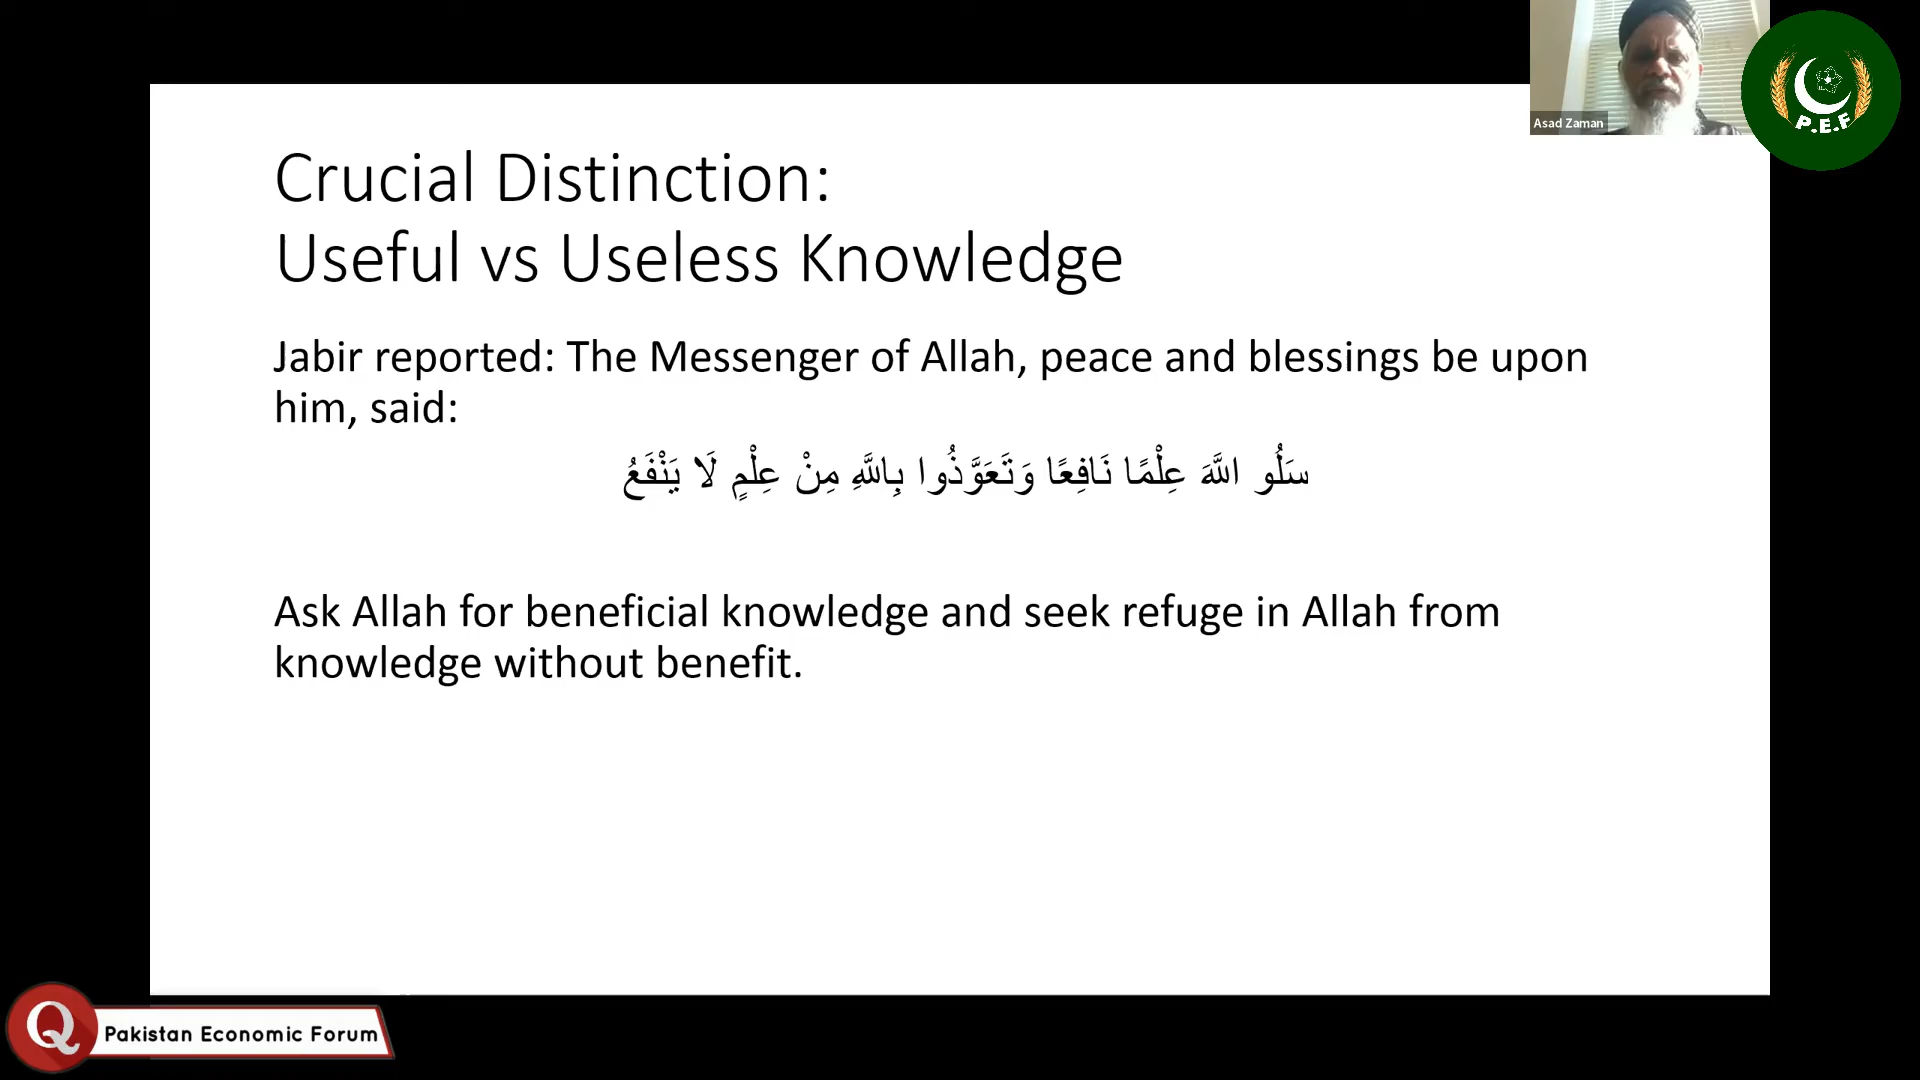 Asad Zaman
P.E.F
Crucial Distinction:
Useful vs Useless Knowledge
Jabir reported: The Messenger of Allah, peace and blessings be upon
him, said:
سَلُو اللَّهَ عِلْمًا نَافِعًا وَتَعَوَّذُوا بِاللَّهِ مِنْ عِلْمٍ لَا يَنْفَعُ
Ask Allah for beneficial knowledge and seek refuge in Allah from
knowledge without benefit.
Q Pakistan Economic Forum